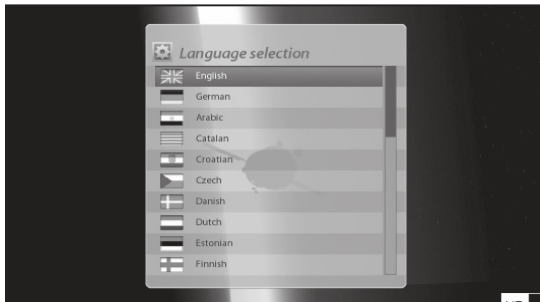 Language selection
English
German
Arabic
Catalan
Croatian
Czech
Danish
Dutch
Estonian
Finnish